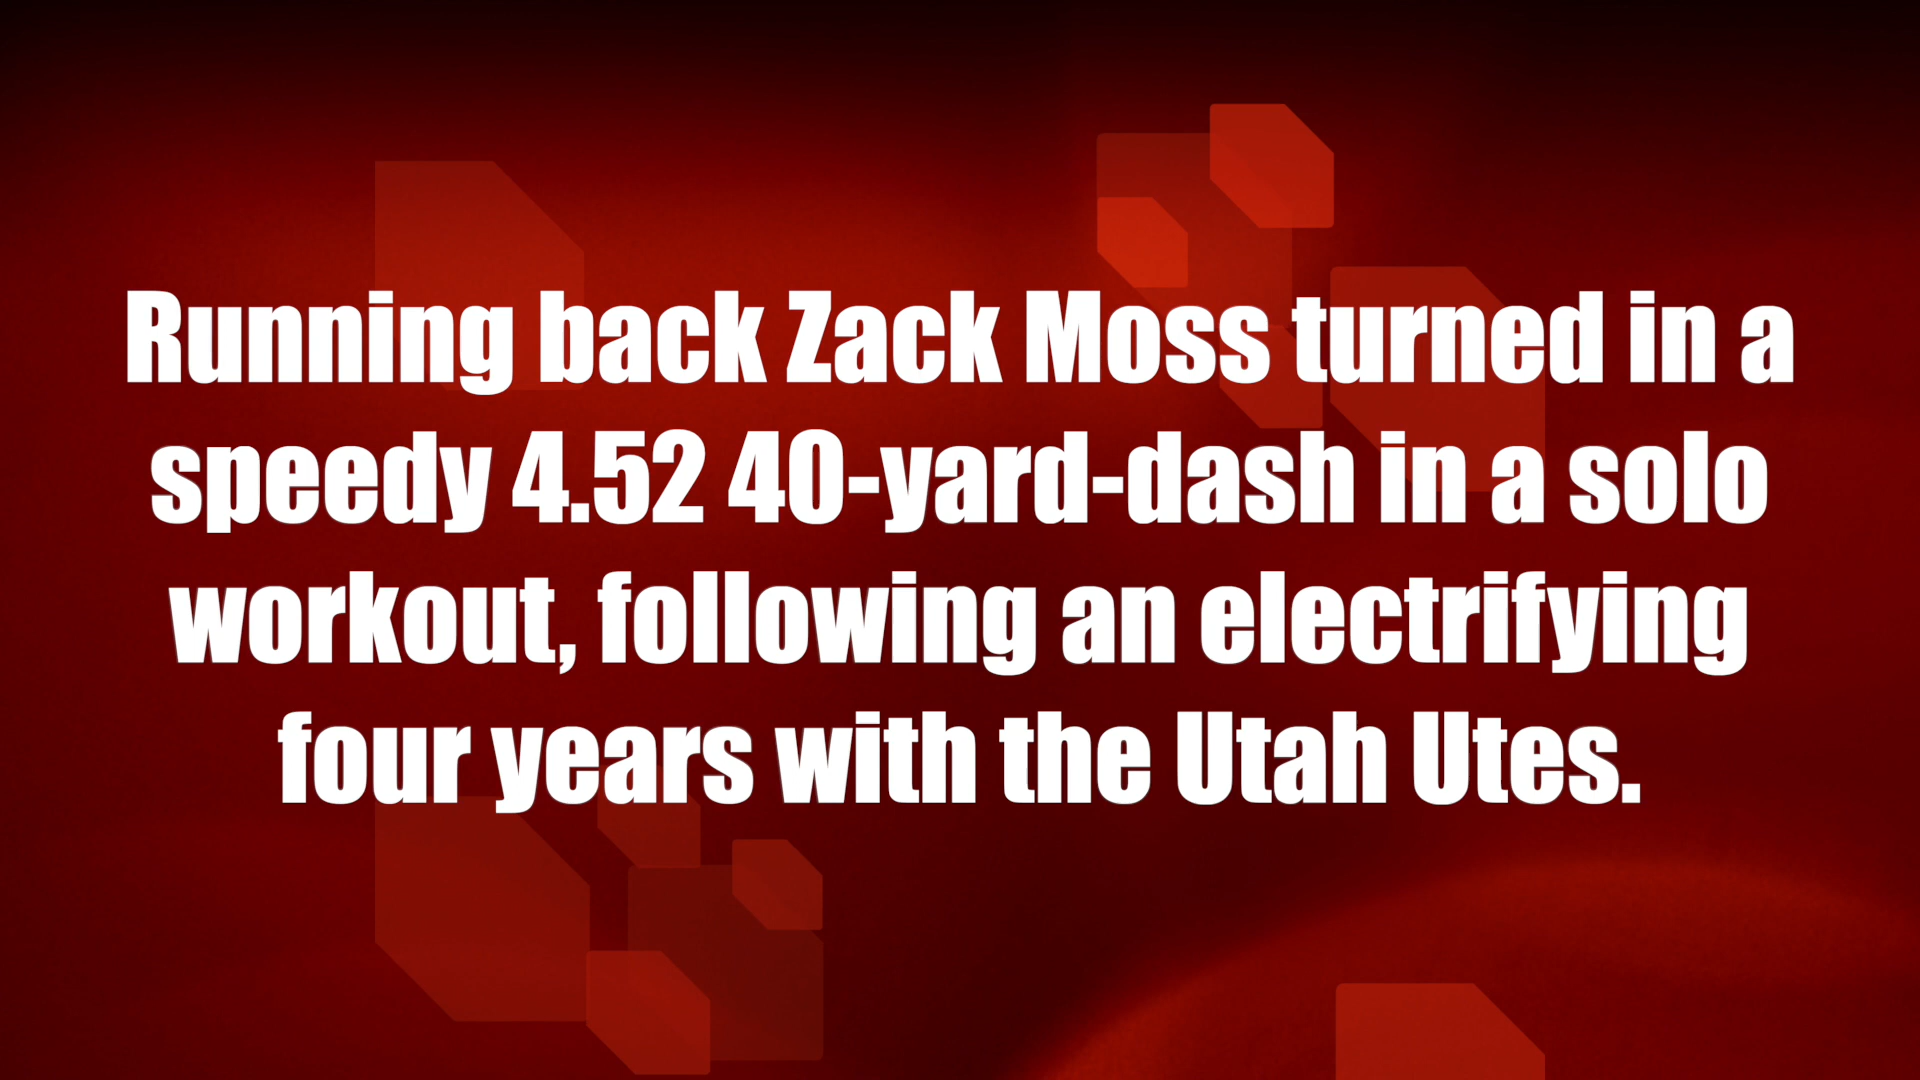 Running back Zack Moss turned in a
speedy 4.52 40-yard-dash in a solo
workout, following an electrifying
four years with the Utah Utes.